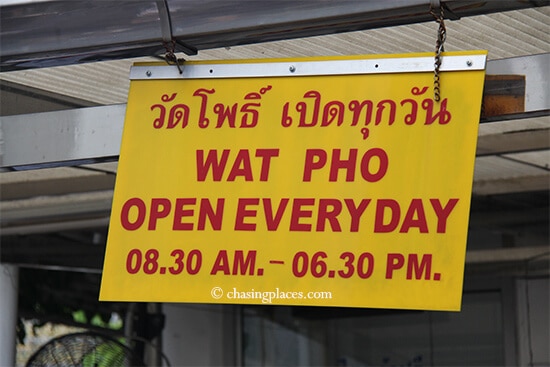 วัดโพธิ์ เปิดทุกวัน
WAT PHO
OPEN EVERYDAY
08.30 AM. – 06.30 PM.
© chasingplaces.com